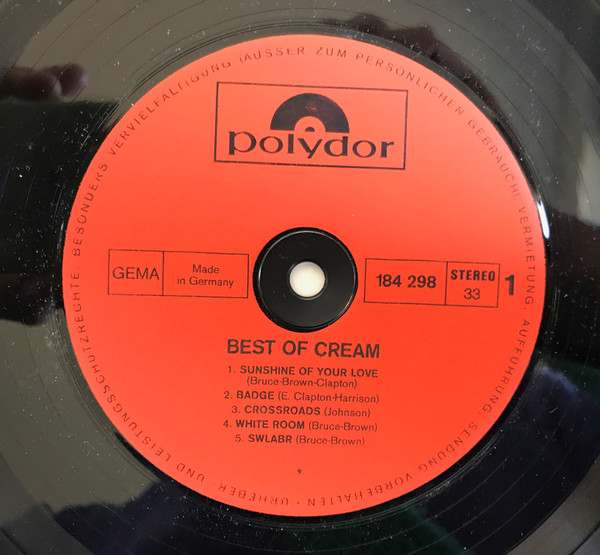 URHEBER UND LEISTUNGSSCHUTZRECHTE BESONDERS VERVIELFÄLTIGUNG (AUSSER ZUM PERSÖNLICHEN GEBRAUCH) VERMIETUNG, AUFFÜHRUNG, SENDUNG VORBEHALTEN ·
polydor
GEMA
Made
in Germany
184 298
STEREO
33
1
BEST OF CREAM
1. SUNSHINE OF YOUR LOVE
(Bruce-Brown-Clapton)
2. BADGE (E. Clapton-Harrison)
3. CROSSROADS (Johnson)
4. WHITE ROOM (Bruce-Brown)
5. SWLABR (Bruce-Brown)
*